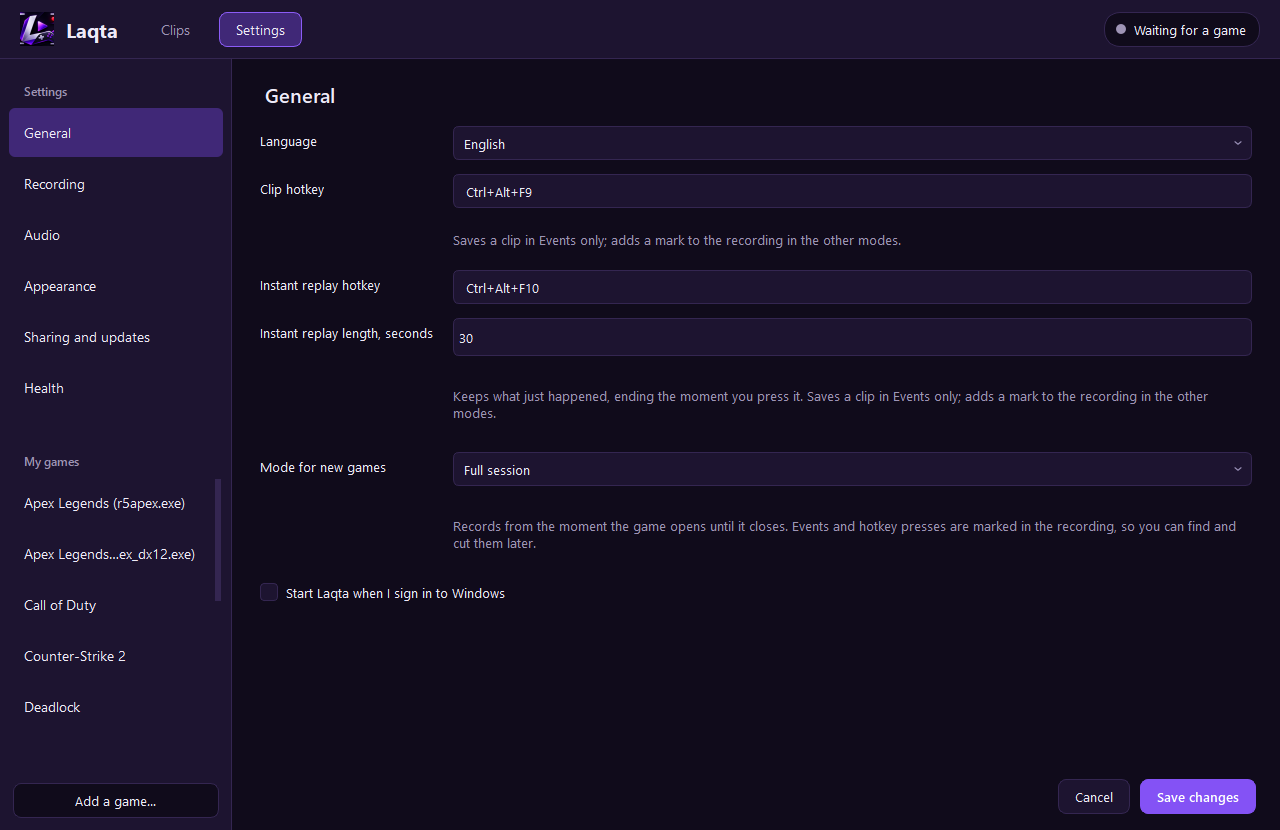 Laqta
Clips
Settings
Waiting for a game
Settings
General
Recording
Audio
Appearance
Sharing and updates
Health
My games
Apex Legends (r5apex.exe)
Apex Legends...ex_dx12.exe)
Call of Duty
Counter-Strike 2
Deadlock
Add a game...
General
Language
English
Clip hotkey
Ctrl+Alt+F9
Saves a clip in Events only; adds a mark to the recording in the other modes.
Instant replay hotkey
Ctrl+Alt+F10
Instant replay length, seconds
30
Keeps what just happened, ending the moment you press it. Saves a clip in Events only; adds a mark to the recording in the other
modes.
Mode for new games
Full session
Records from the moment the game opens until it closes. Events and hotkey presses are marked in the recording, so you can find and
cut them later.
Start Laqta when I sign in to Windows
Cancel
Save changes